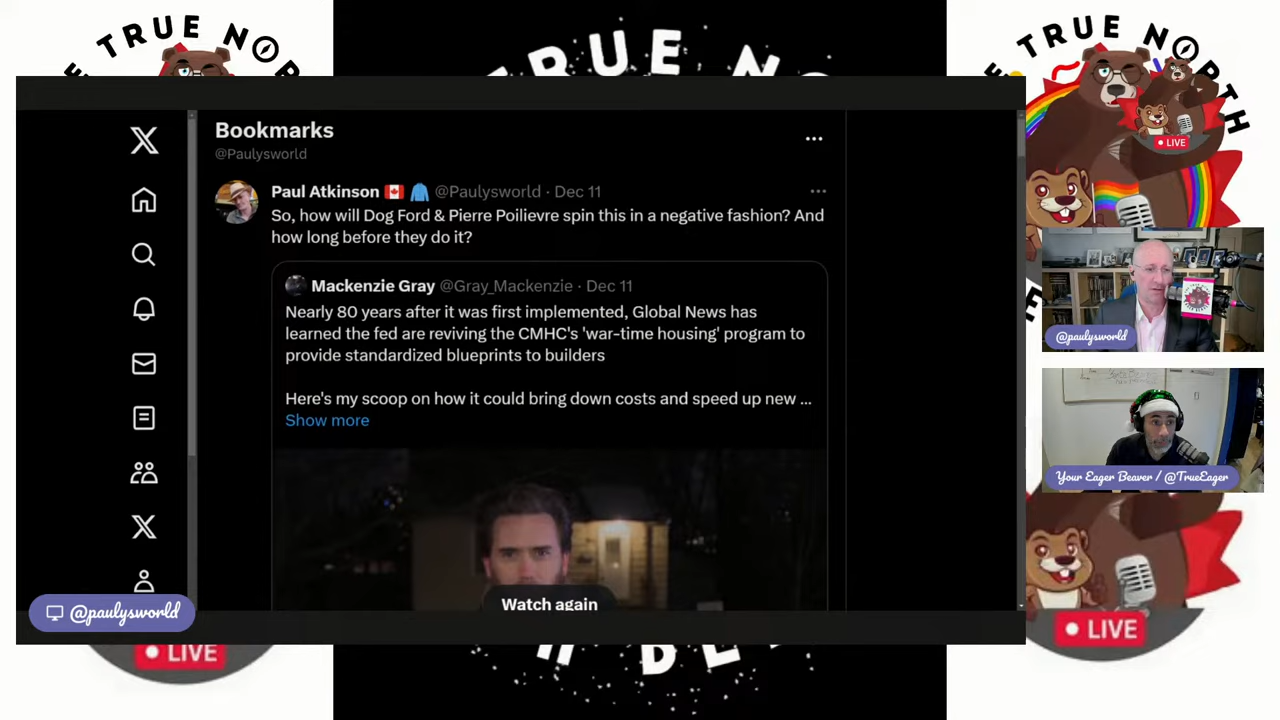 TRUE NORTH
TRUE NO
E TRUE NORTH
LIVE
Bookmarks
@Paulysworld
Paul Atkinson @Paulysworld · Dec 11
So, how will Dog Ford & Pierre Poilievre spin this in a negative fashion? And
how long before they do it?
Mackenzie Gray @Gray_Mackenzie · Dec 11
Nearly 80 years after it was first implemented, Global News has
learned the fed are reviving the CMHC's 'war-time housing' program to
provide standardized blueprints to builders
Here's my scoop on how it could bring down costs and speed up new ...
Show more
Watch again
@paulysworld
Your Eager Beaver / @TrueEager
@paulysworld
LIVE
LIVE